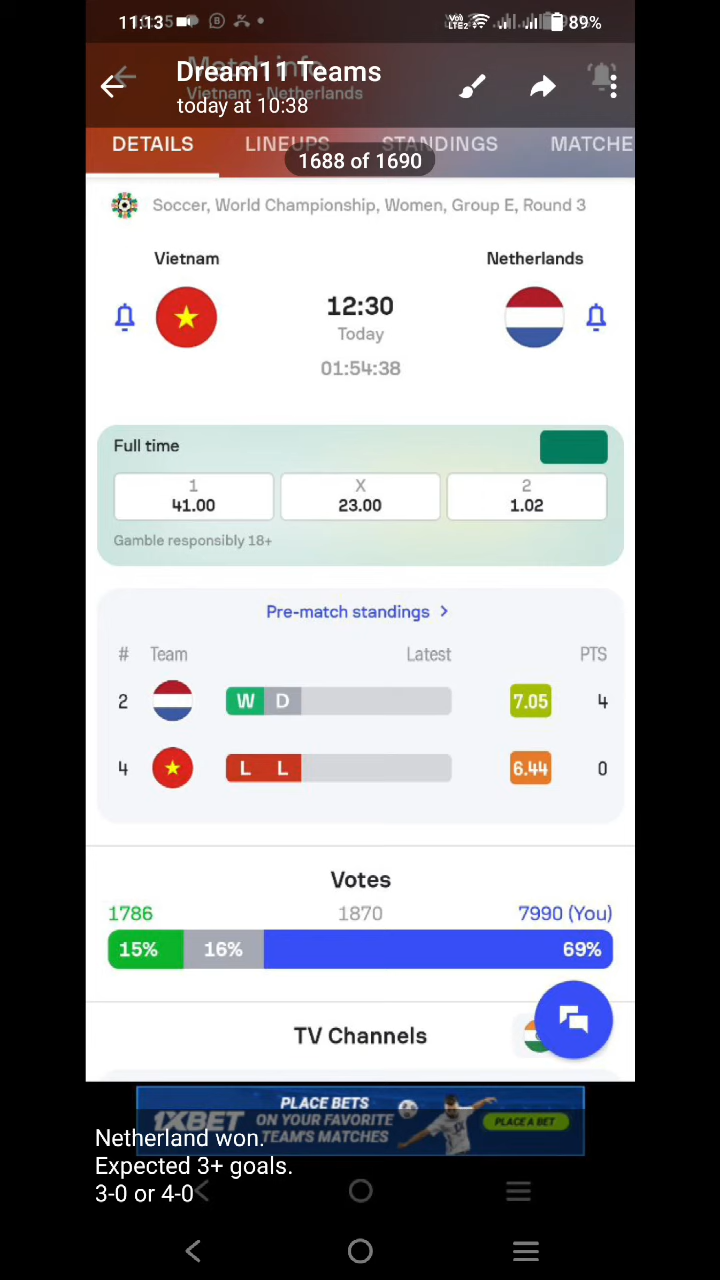 11:13
89%
Dream11 Teams
Match info
today at 10:38
Vietnam - Netherlands
DETAILS LINEUPS STANDINGS MATCHE
1688 of 1690
Soccer, World Championship, Women, Group E, Round 3
Vietnam Netherlands
12:30
Today
01:54:38
Full time
1 X 2
41.00 23.00 1.02
Gamble responsibly 18+
Pre-match standings >
# Team Latest PTS
2 W D 7.05 4
4 L L 6.44 0
Votes
1786 1870 7990 (You)
15% 16% 69%
TV Channels
1XBET PLACE BETS
ON YOUR FAVORITE
TEAM'S MATCHES
PLACE A BET
Netherland won.
Expected 3+ goals.
3-0 or 4-0